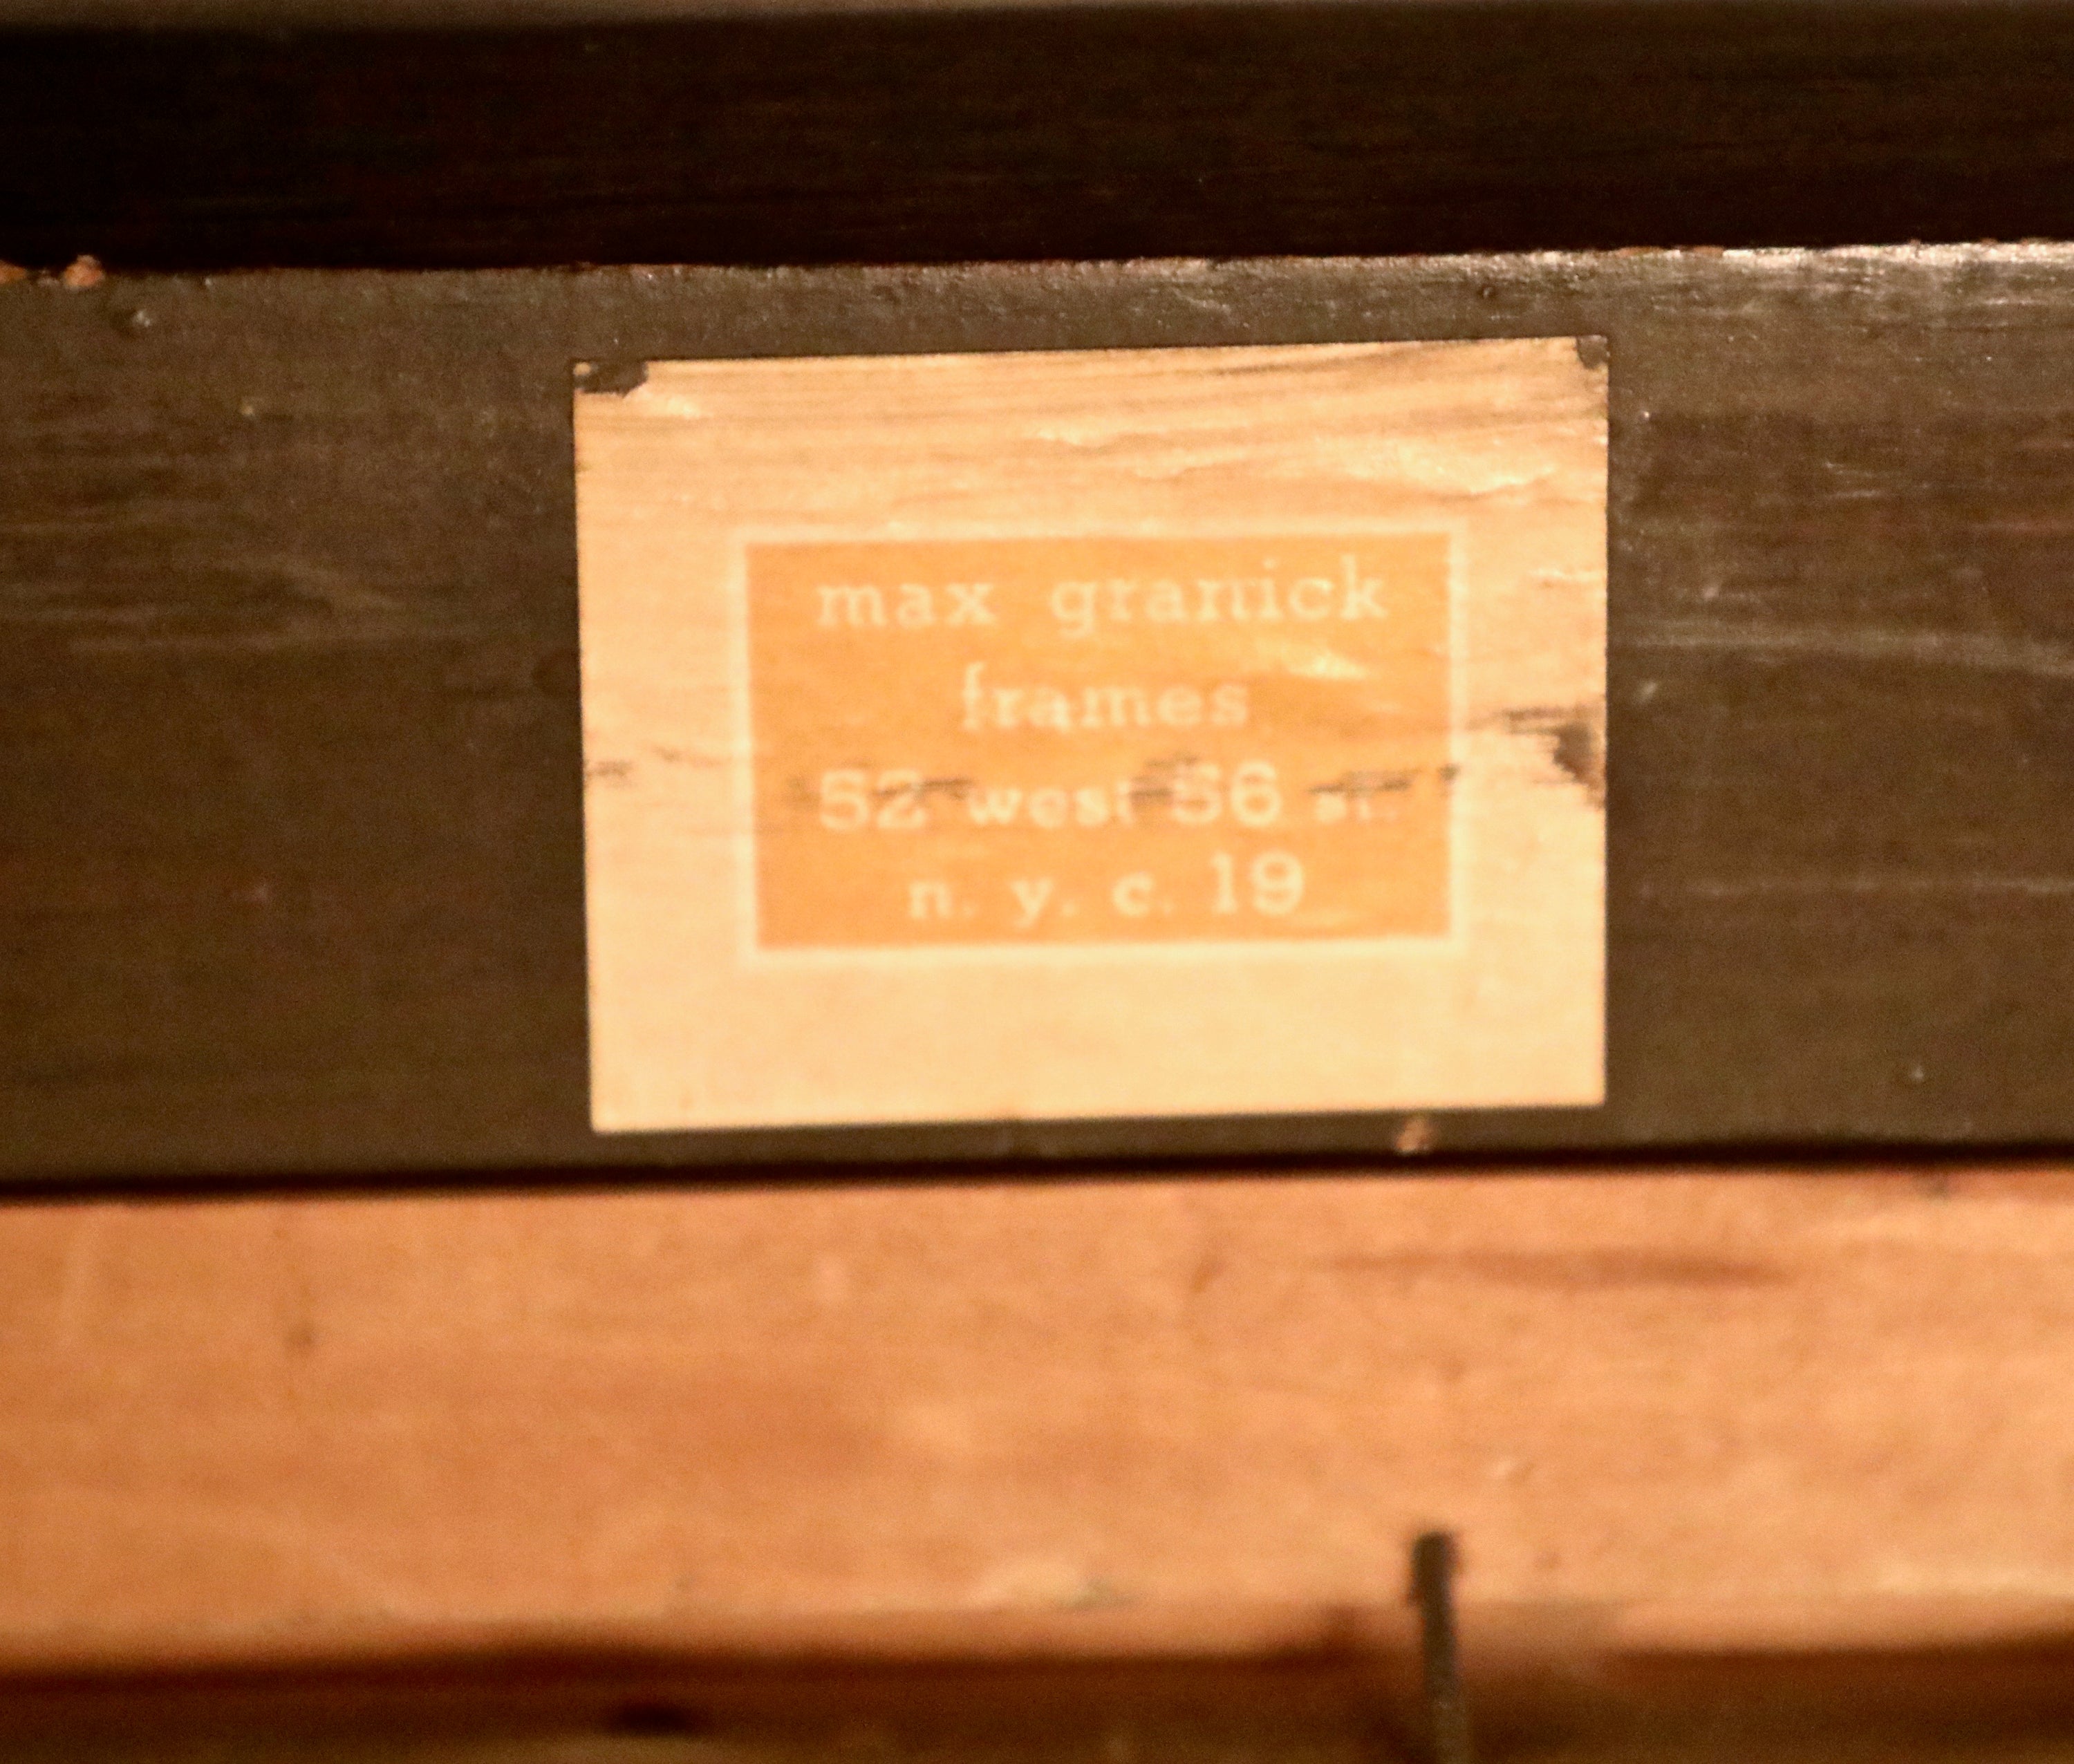 max granick
frames
52 west 56 st.
n. y. c. 19